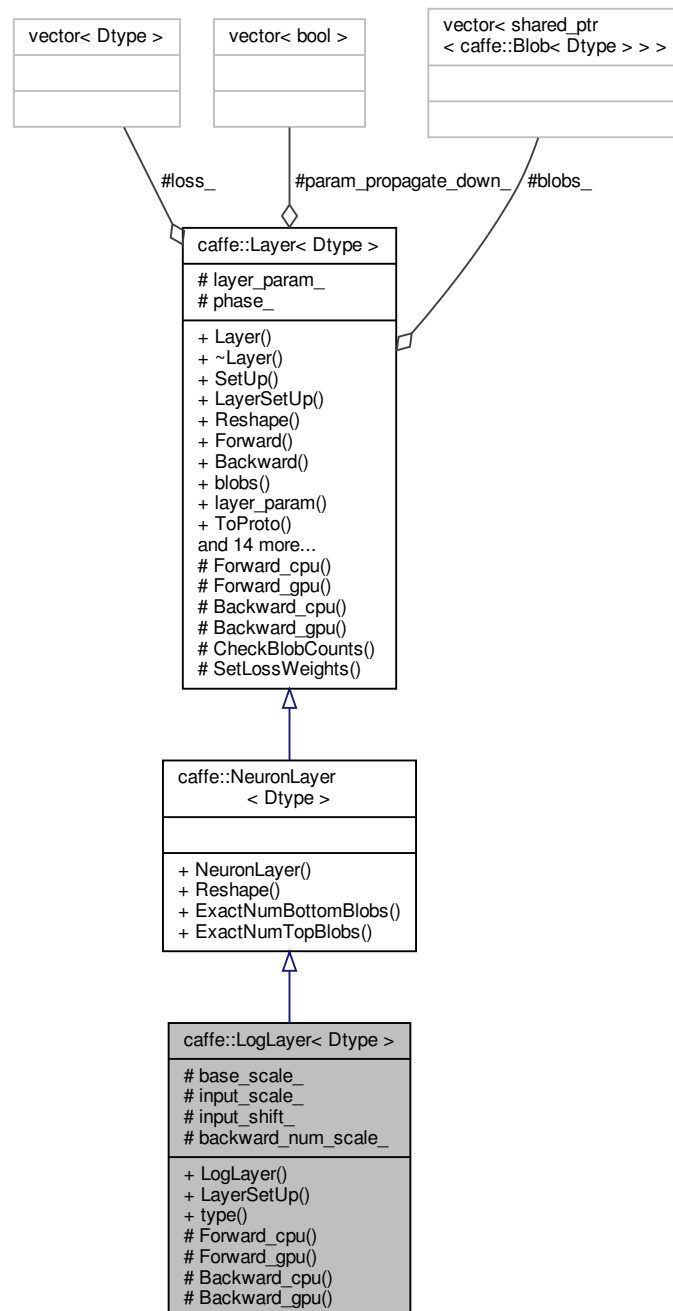 vector< Dtype >
vector< bool >
vector< shared_ptr
< caffe::Blob< Dtype > > >
#loss_
#param_propagate_down_
#blobs_
caffe::Layer< Dtype >
# layer_param_
# phase_
+ Layer()
+ ~Layer()
+ SetUp()
+ LayerSetUp()
+ Reshape()
+ Forward()
+ Backward()
+ blobs()
+ layer_param()
+ ToProto()
and 14 more...
# Forward_cpu()
# Forward_gpu()
# Backward_cpu()
# Backward_gpu()
# CheckBlobCounts()
# SetLossWeights()
caffe::NeuronLayer
< Dtype >
+ NeuronLayer()
+ Reshape()
+ ExactNumBottomBlobs()
+ ExactNumTopBlobs()
caffe::LogLayer< Dtype >
# base_scale_
# input_scale_
# input_shift_
# backward_num_scale_
+ LogLayer()
+ LayerSetUp()
+ type()
# Forward_cpu()
# Forward_gpu()
# Backward_cpu()
# Backward_gpu()